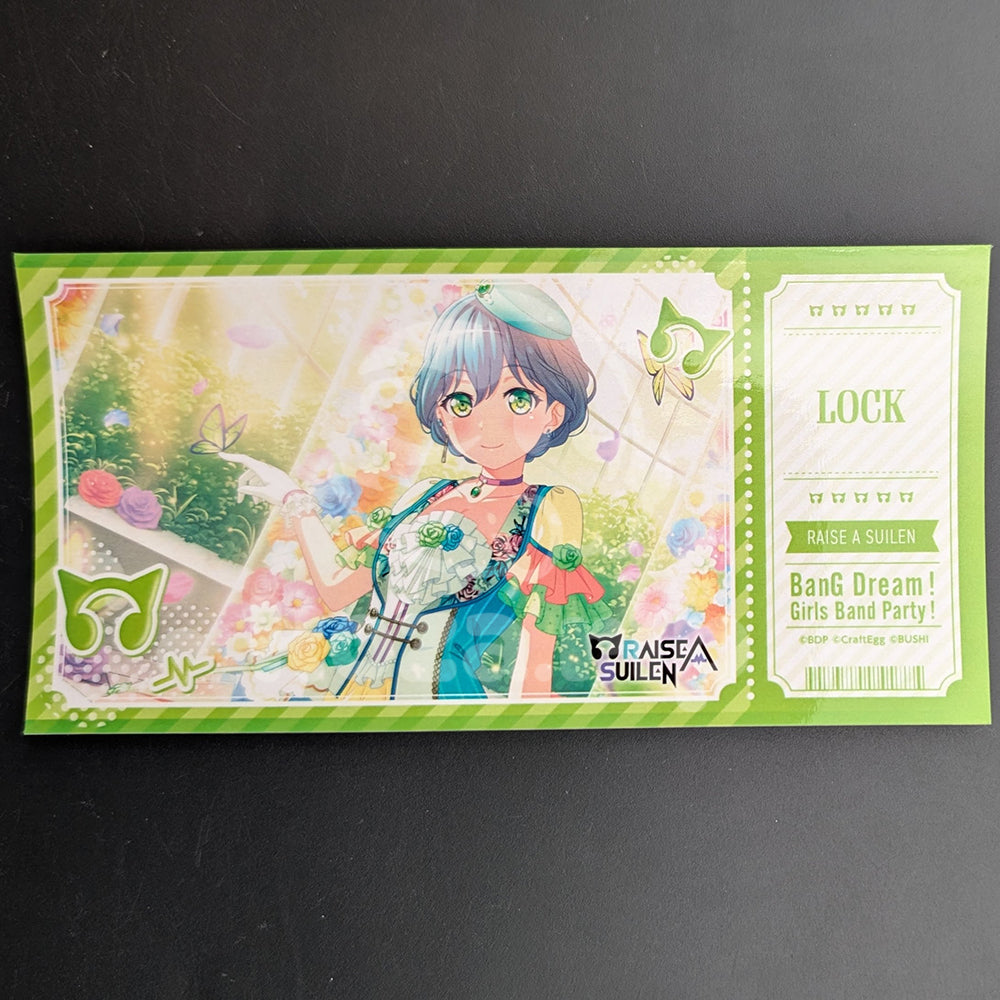 RAISE A
SUILEN
LOCK
RAISE A SUILEN
BanG Dream!
Girls Band Party!
©BDP ©CraftEgg ©BUSHI